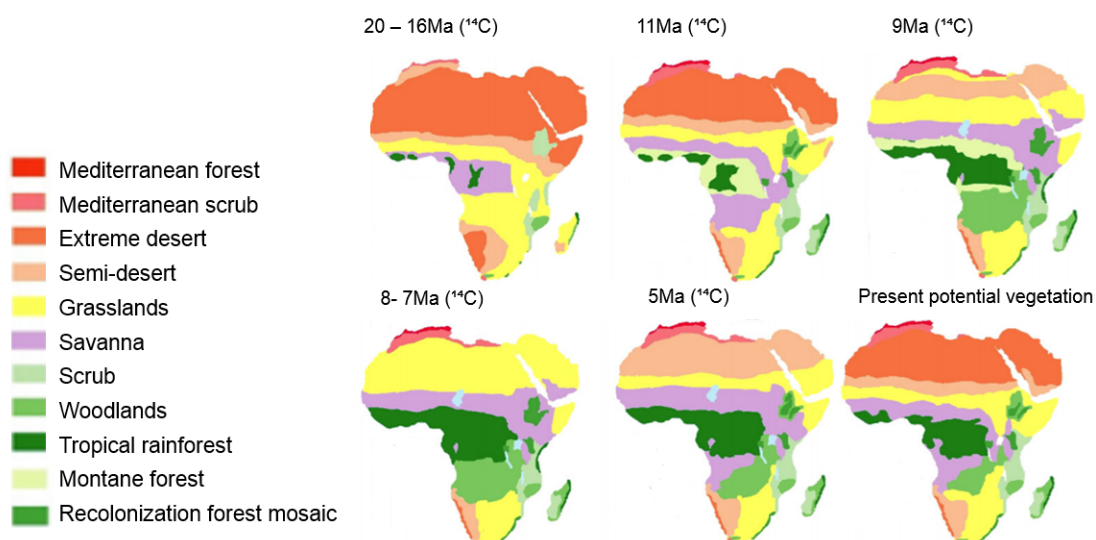 20 – 16Ma (¹⁴C)
11Ma (¹⁴C)
9Ma (¹⁴C)
Mediterranean forest
Mediterranean scrub
Extreme desert
Semi-desert
Grasslands
Savanna
Scrub
Woodlands
Tropical rainforest
Montane forest
Recolonization forest mosaic
8- 7Ma (¹⁴C)
5Ma (¹⁴C)
Present potential vegetation